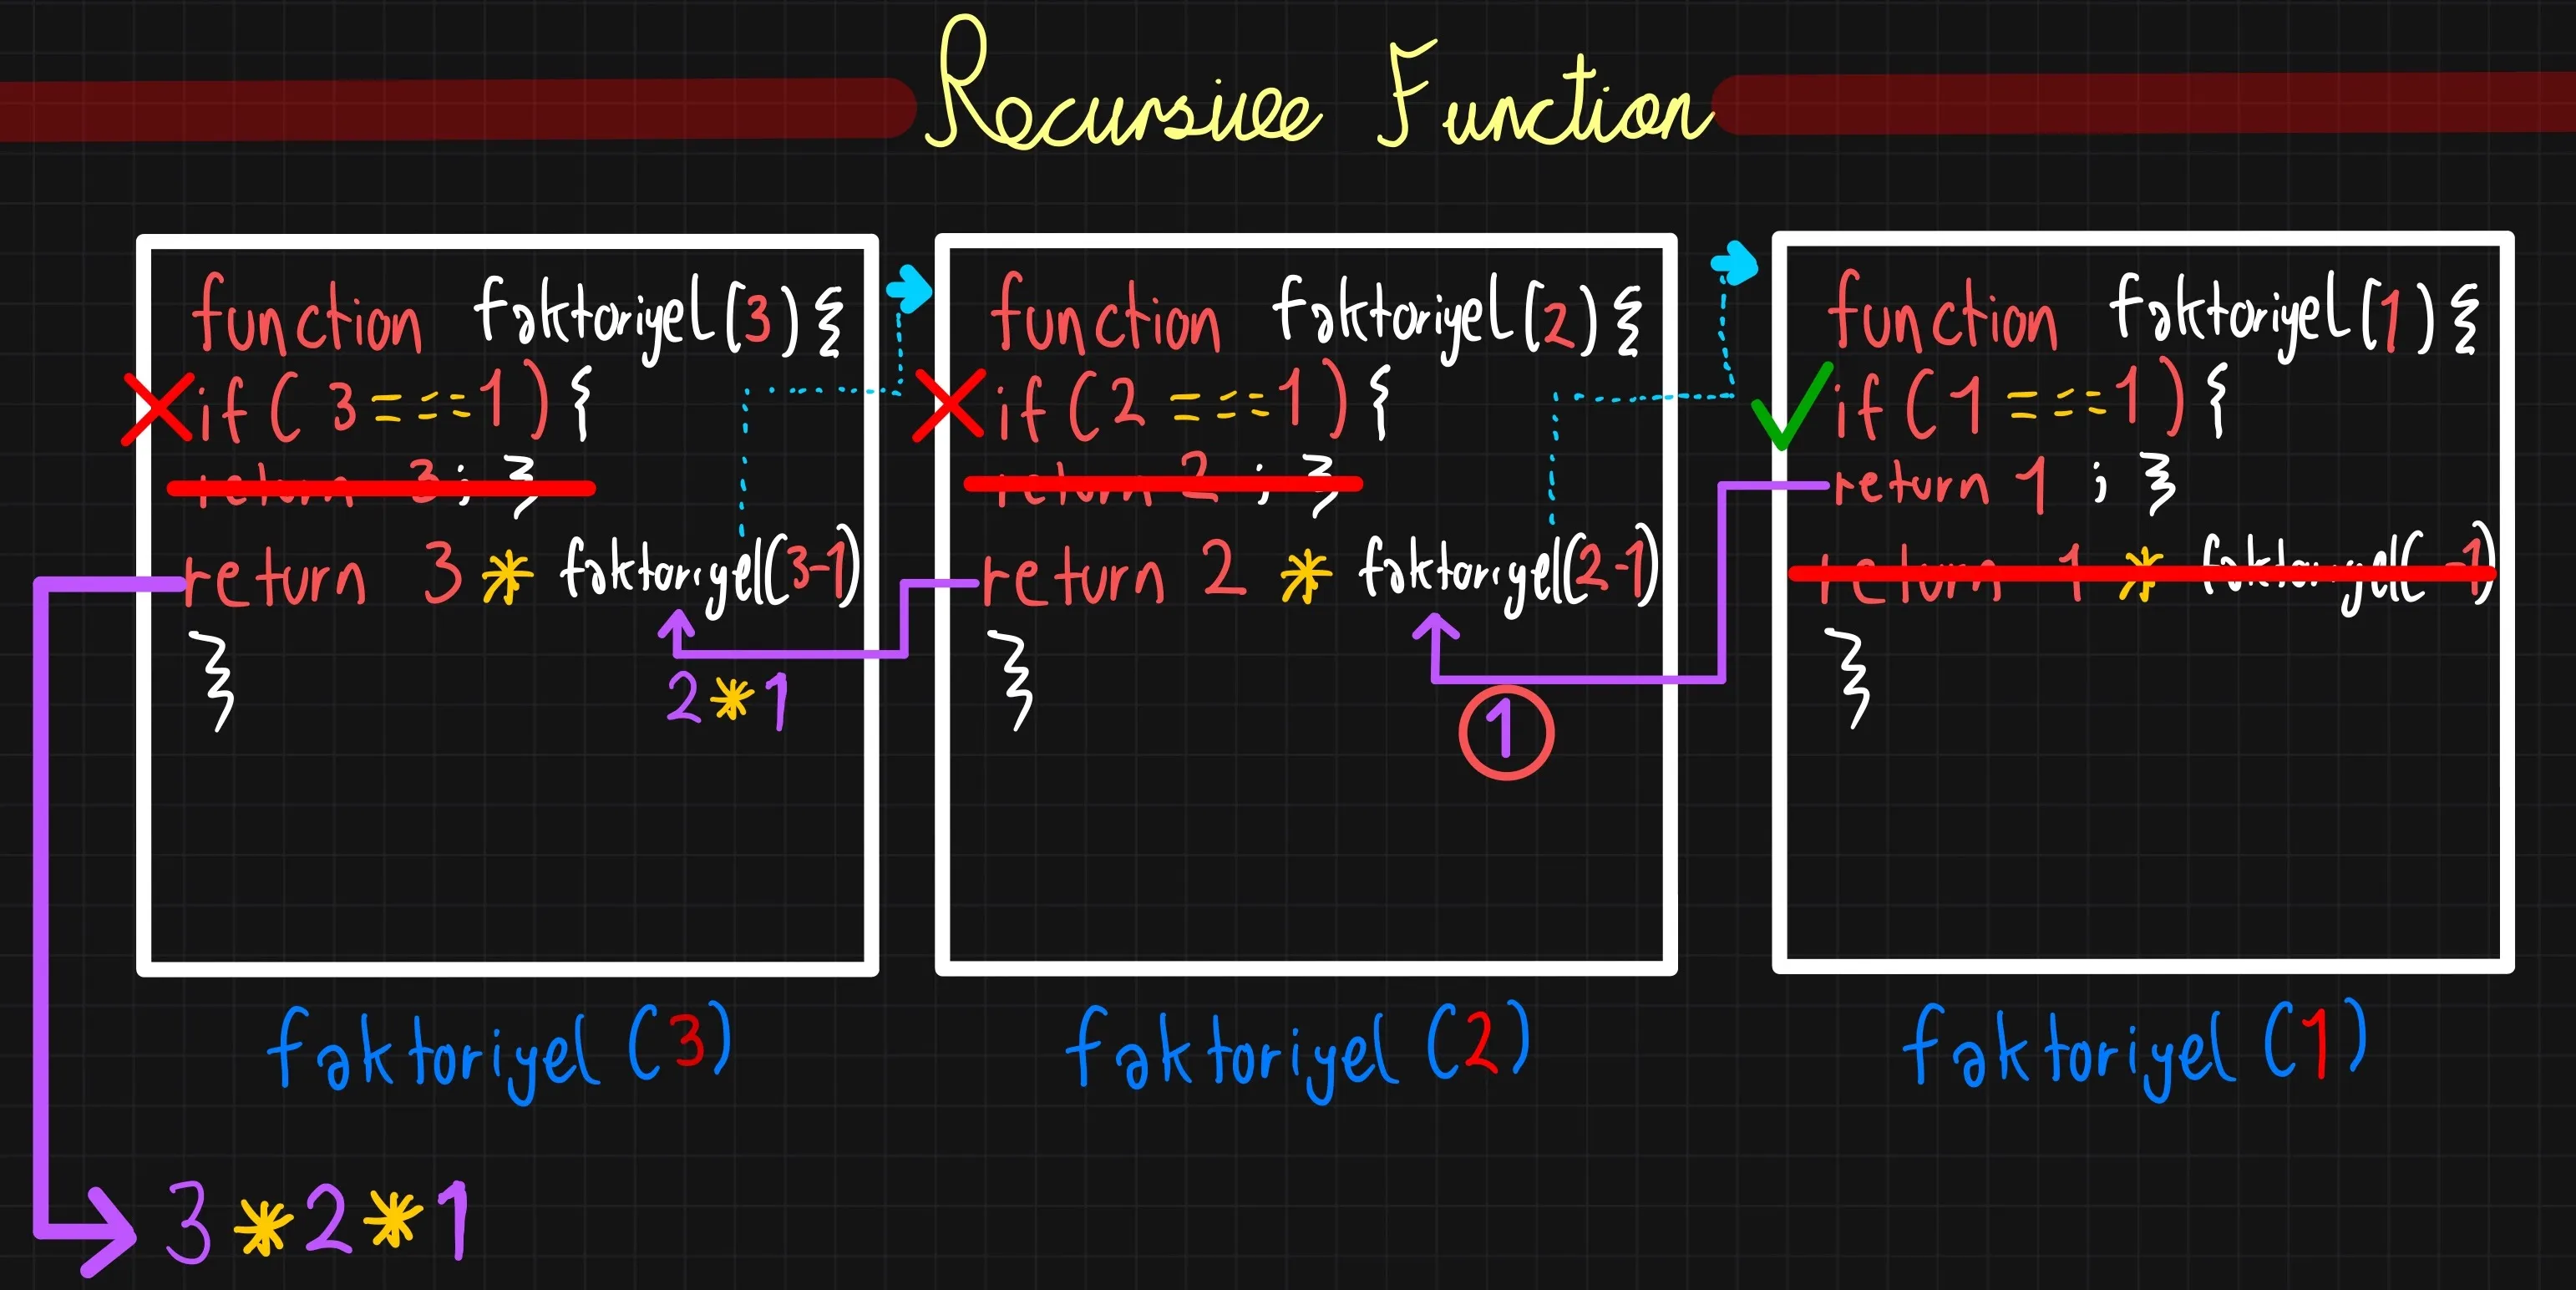 Recursive Function
function faktoriyel(3){
if(3===1){
return 3; }
return 3 * faktoriyel(3-1)
}
2*1
faktoriyel(3)
function faktoriyel(2){
if(2===1){
return 2; }
return 2 * faktoriyel(2-1)
}
1
faktoriyel(2)
function faktoriyel(1){
if(1===1){
return 1; }
return 1 * faktoriyel( -1)
}
faktoriyel(1)
3*2*1